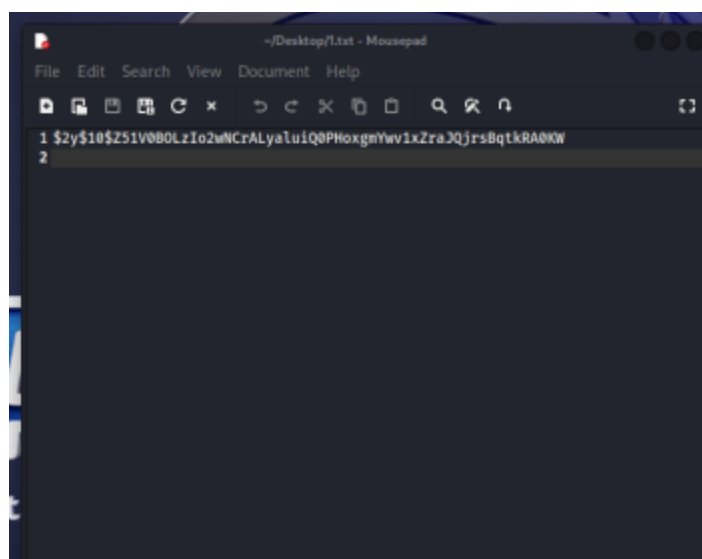 ~/Desktop/1.txt - Mousepad
File Edit Search View Document Help
1 $2y$10$Z51V0BOLzIo2wNCrALyaluiQ0PHoxgmYwv1xZraJQjrsBqtkRA0KW
2
t